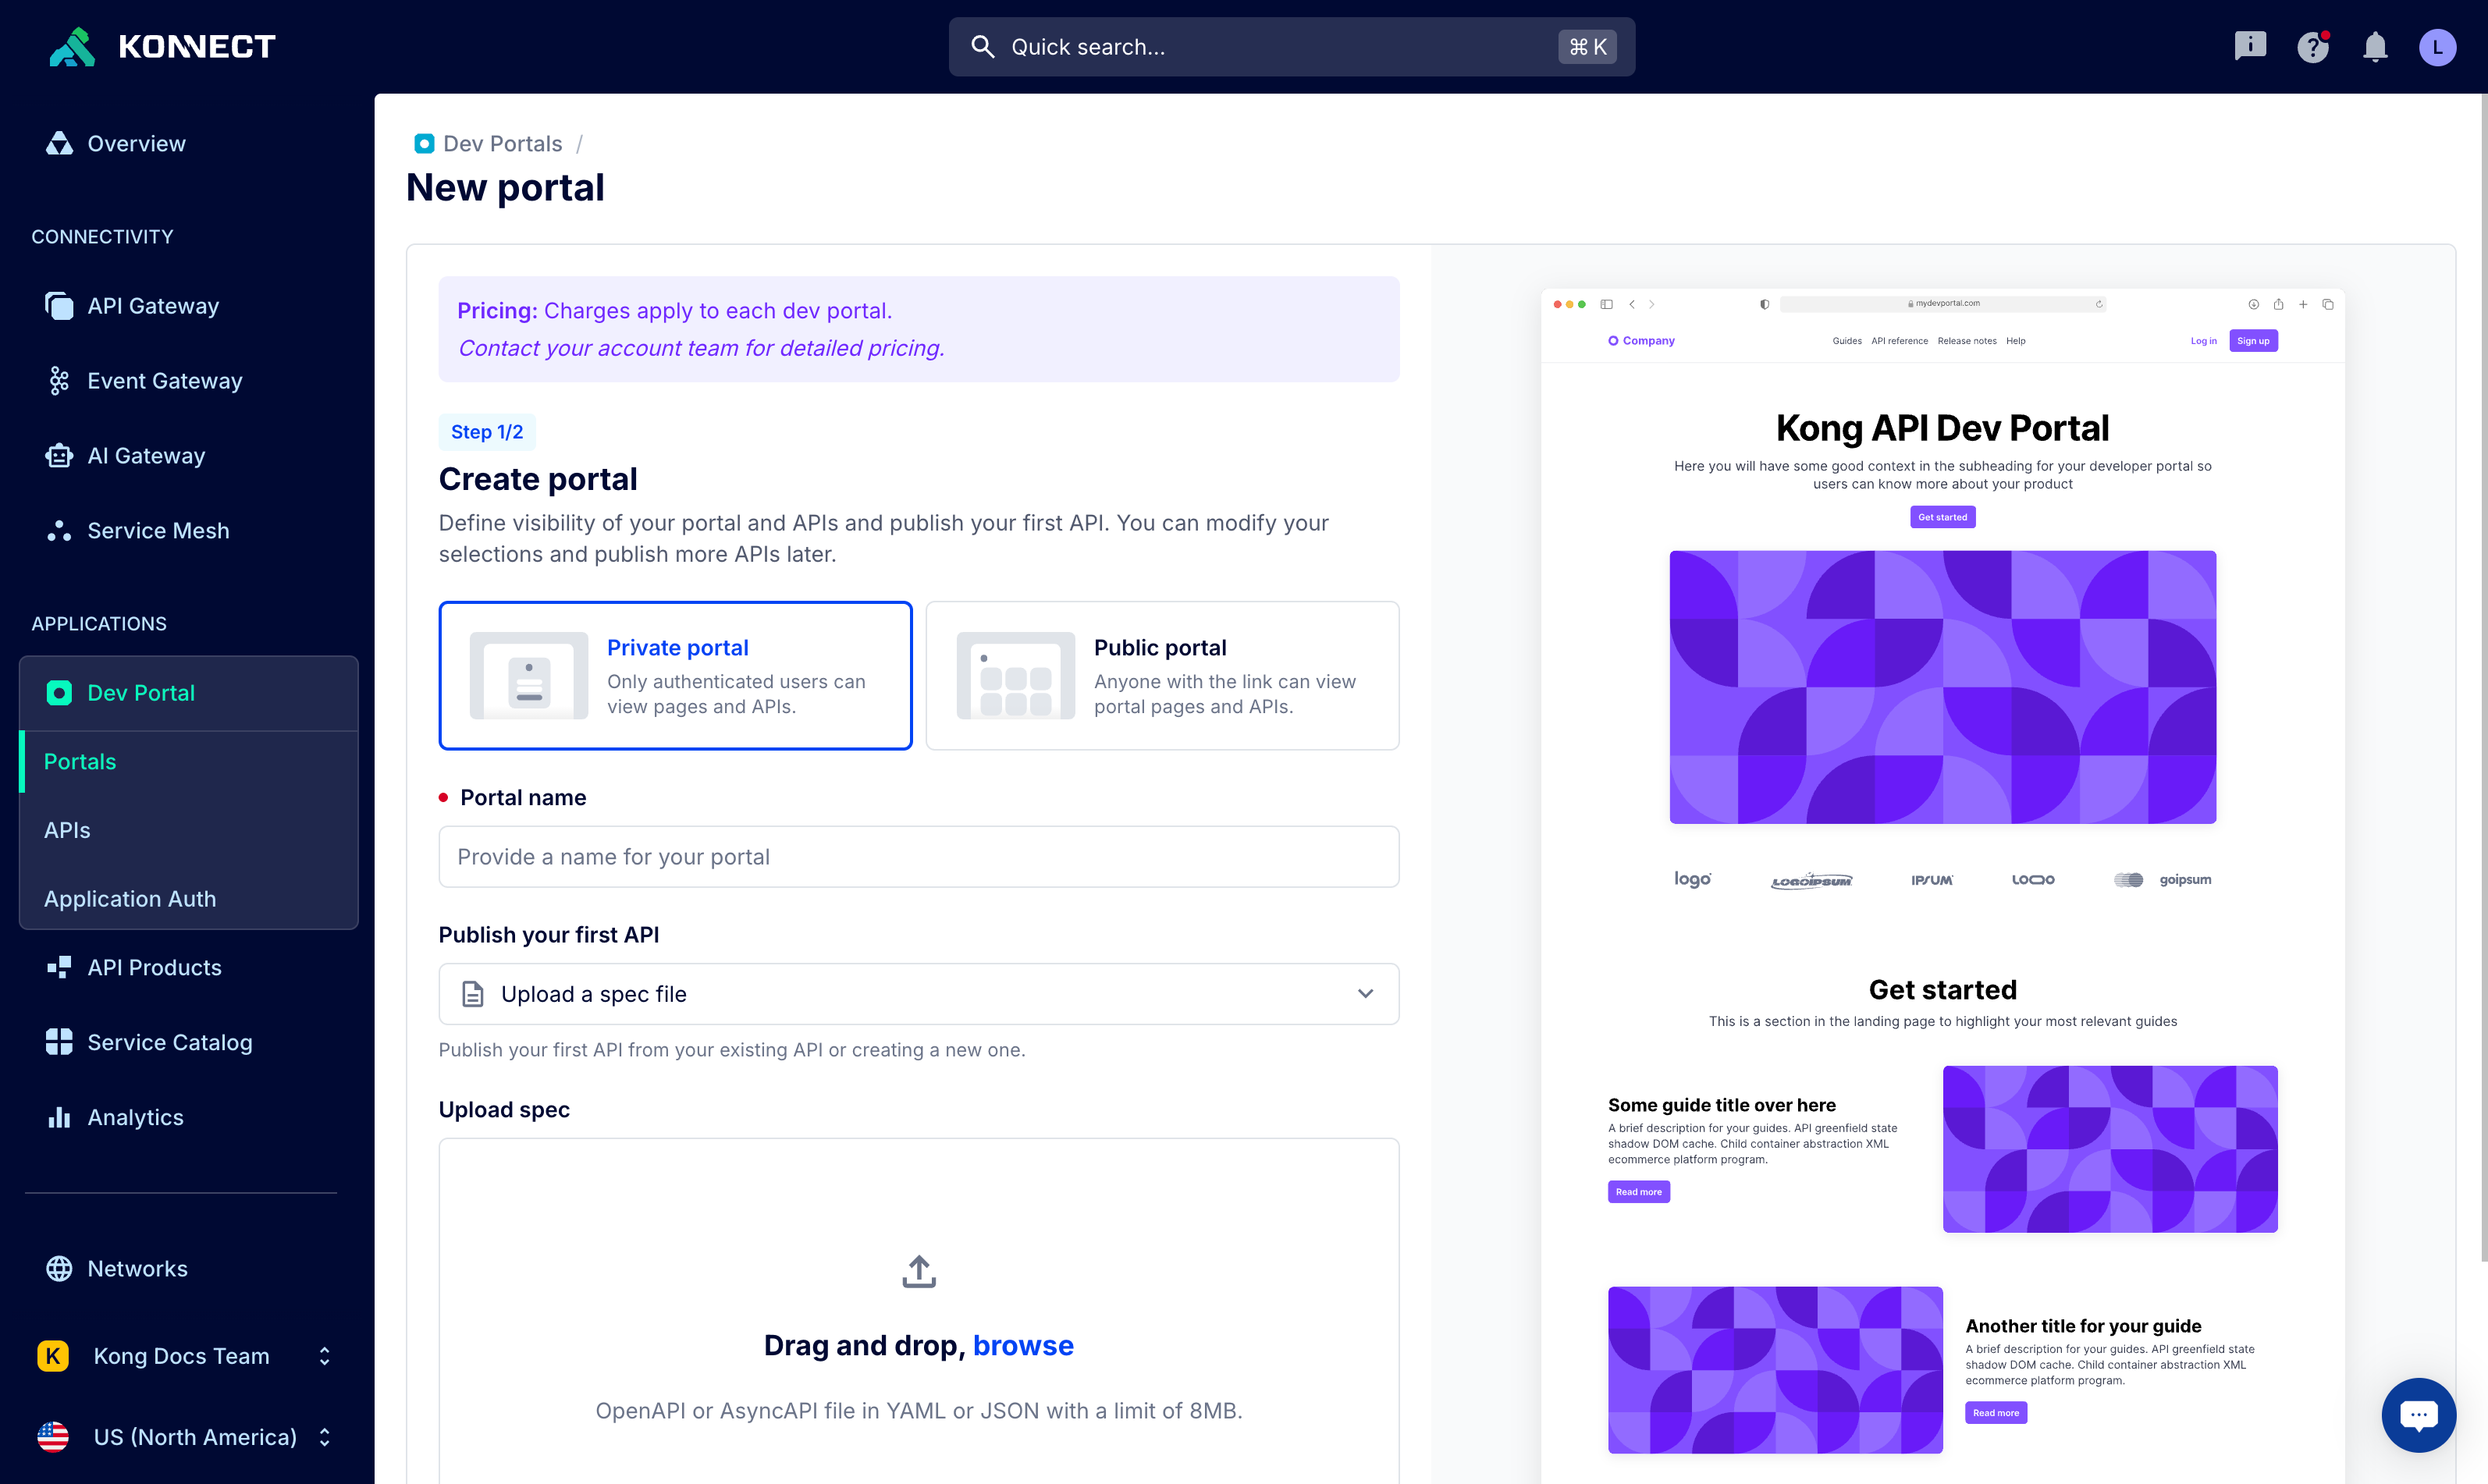 KONNECT
Quick search...
⌘ K
L
Overview
CONNECTIVITY
API Gateway
Event Gateway
AI Gateway
Service Mesh
APPLICATIONS
Dev Portal
Portals
APIs
Application Auth
API Products
Service Catalog
Analytics
Networks
K
Kong Docs Team
US (North America)
Dev Portals /
New portal
Pricing: Charges apply to each dev portal.
Contact your account team for detailed pricing.
Step 1/2
Create portal
Define visibility of your portal and APIs and publish your first API. You can modify your
selections and publish more APIs later.
Private portal
Only authenticated users can
view pages and APIs.
Public portal
Anyone with the link can view
portal pages and APIs.
Portal name
Provide a name for your portal
Publish your first API
Upload a spec file
Publish your first API from your existing API or creating a new one.
Upload spec
Drag and drop, browse
OpenAPI or AsyncAPI file in YAML or JSON with a limit of 8MB.
mydevportal.com
Company
Guides API reference Release notes Help
Log in
Sign up
Kong API Dev Portal
Here you will have some good context in the subheading for your developer portal so
users can know more about your product
Get started
logo
LOGOIPSUM
IPSUM
LOQO
goipsum
Get started
This is a section in the landing page to highlight your most relevant guides
Some guide title over here
A brief description for your guides. API greenfield state
shadow DOM cache. Child container abstraction XML
ecommerce platform program.
Read more
Another title for your guide
A brief description for your guides. API greenfield state
shadow DOM cache. Child container abstraction XML
ecommerce platform program.
Read more